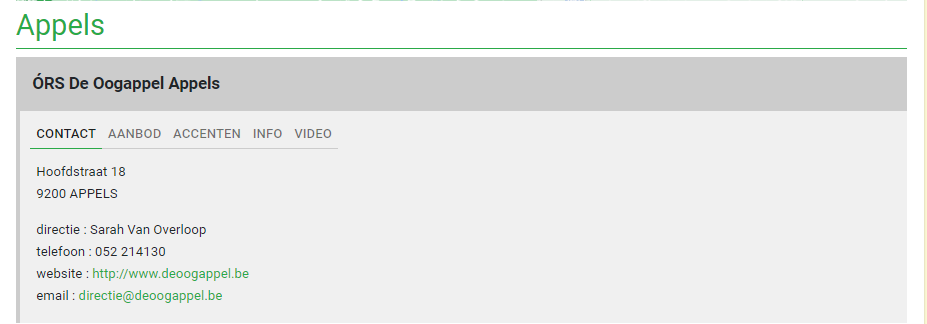 Appels
ÓRS De Oogappel Appels
CONTACT AANBOD ACCENTEN INFO VIDEO
Hoofdstraat 18
9200 APPELS
directie : Sarah Van Overloop
telefoon : 052 214130
website : http://www.deoogappel.be
email : directie@deoogappel.be